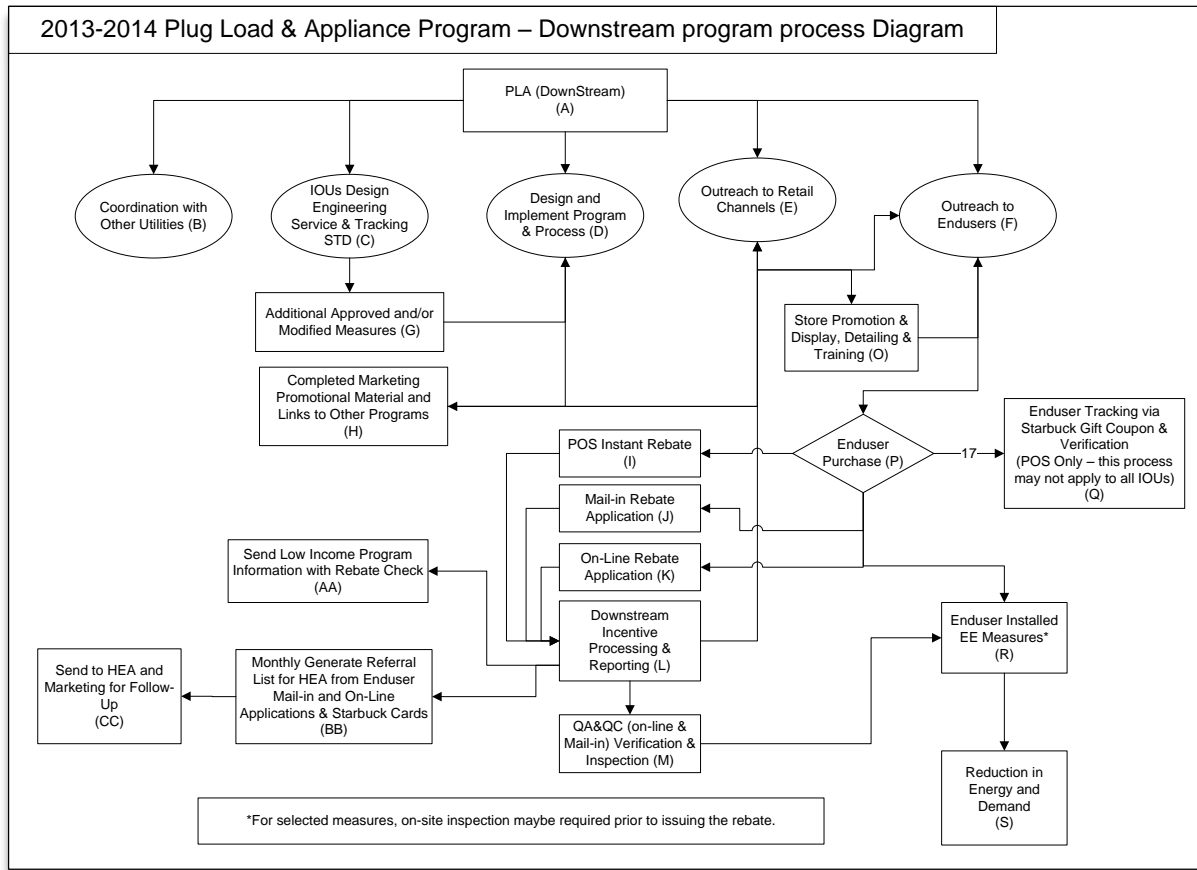 2013-2014 Plug Load & Appliance Program – Downstream program process Diagram
PLA (DownStream)
(A)
Coordination with
Other Utilities (B)
IOUs Design
Engineering
Service & Tracking
STD (C)
Design and
Implement Program
& Process (D)
Outreach to Retail
Channels (E)
Outreach to
Endusers (F)
Additional Approved and/or
Modified Measures (G)
Store Promotion &
Display, Detailing &
Training (O)
Completed Marketing
Promotional Material and
Links to Other Programs
(H)
POS Instant Rebate
(I)
Enduser
Purchase (P)
17
Enduser Tracking via
Starbuck Gift Coupon &
Verification
(POS Only – this process
may not apply to all IOUs)
(Q)
Mail-in Rebate
Application (J)
Send Low Income Program
Information with Rebate Check
(AA)
On-Line Rebate
Application (K)
Downstream
Incentive
Processing &
Reporting (L)
Enduser Installed
EE Measures*
(R)
Send to HEA and
Marketing for Follow-
Up
(CC)
Monthly Generate Referral
List for HEA from Enduser
Mail-in and On-Line
Applications & Starbuck Cards
(BB)
QA&QC (on-line &
Mail-in) Verification &
Inspection (M)
Reduction in
Energy and
Demand
(S)
*For selected measures, on-site inspection maybe required prior to issuing the rebate.